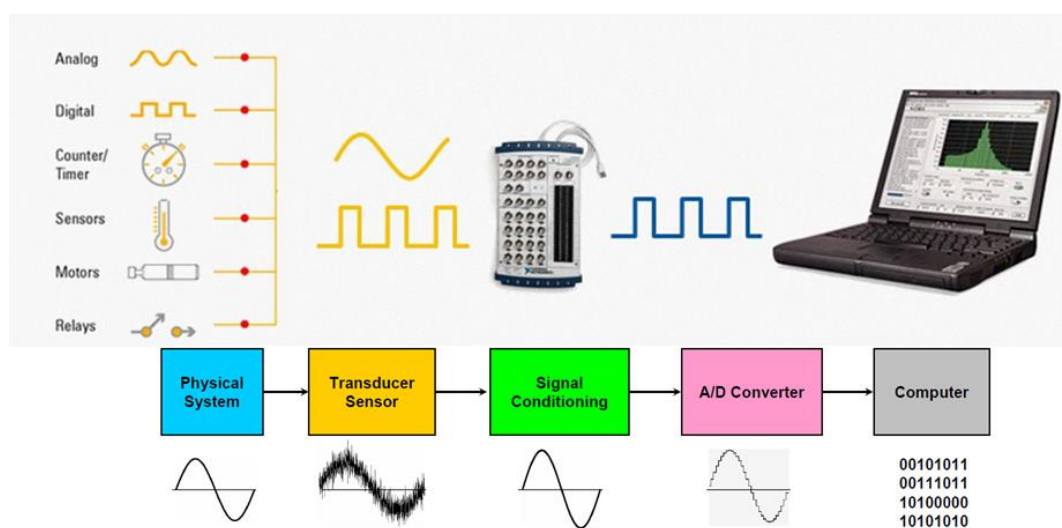 Analog
Digital
Counter/
Timer
Sensors
Motors
Relays
Physical
System
Transducer
Sensor
Signal
Conditioning
A/D Converter
Computer
00101011
00111011
10100000
10101010